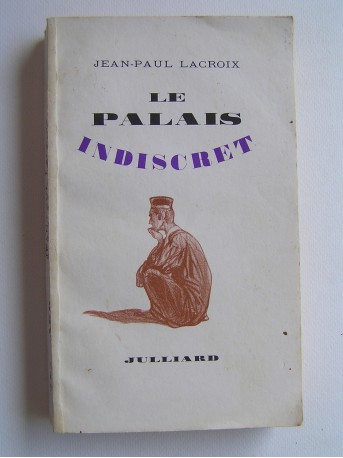 JEAN-PAUL LACROIX
LE
PALAIS
INDISCRET
JULLIARD